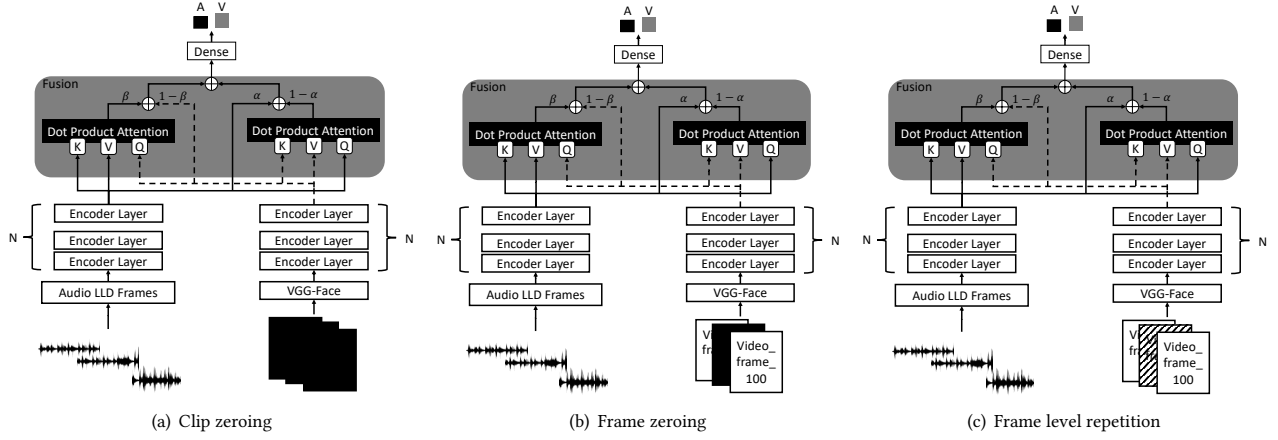 A V
Dense
Fusion
β 1 − β α 1 − α
Dot Product Attention Dot Product Attention
K V Q K V Q
Encoder Layer Encoder Layer
N Encoder Layer Encoder Layer N
Encoder Layer Encoder Layer
Audio LLD Frames VGG-Face
(a) Clip zeroing
A V
Dense
Fusion
β 1 − β α 1 − α
Dot Product Attention Dot Product Attention
K V Q K V Q
Encoder Layer Encoder Layer
N Encoder Layer Encoder Layer N
Encoder Layer Encoder Layer
Audio LLD Frames VGG-Face
Video_
frame_
100
(b) Frame zeroing
A V
Dense
Fusion
β 1 − β α 1 − α
Dot Product Attention Dot Product Attention
K V Q K V Q
Encoder Layer Encoder Layer
N Encoder Layer Encoder Layer N
Encoder Layer Encoder Layer
Audio LLD Frames VGG-Face
Video_
frame_
100
(c) Frame level repetition